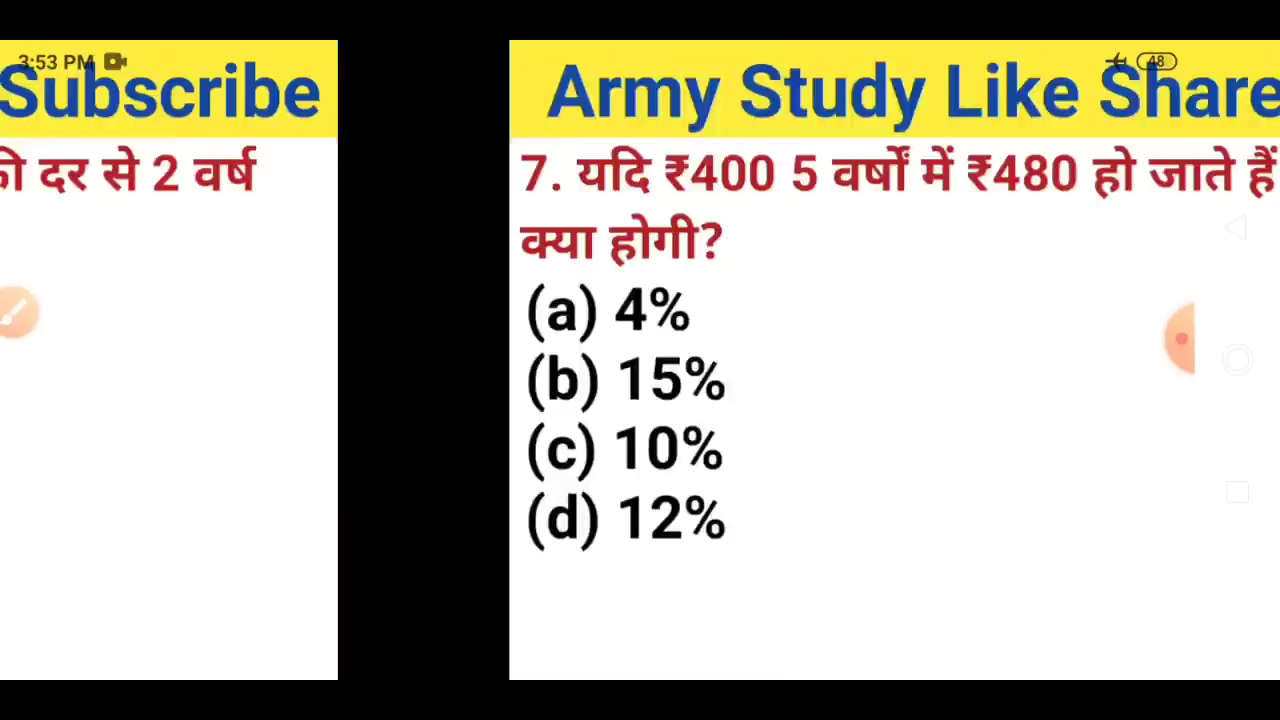 3:53 PM
48
Subscribe
की दर से 2 वर्ष
Army Study Like Share
7. यदि ₹400 5 वर्षों में ₹480 हो जाते हैं
क्या होगी?
(a) 4%
(b) 15%
(c) 10%
(d) 12%